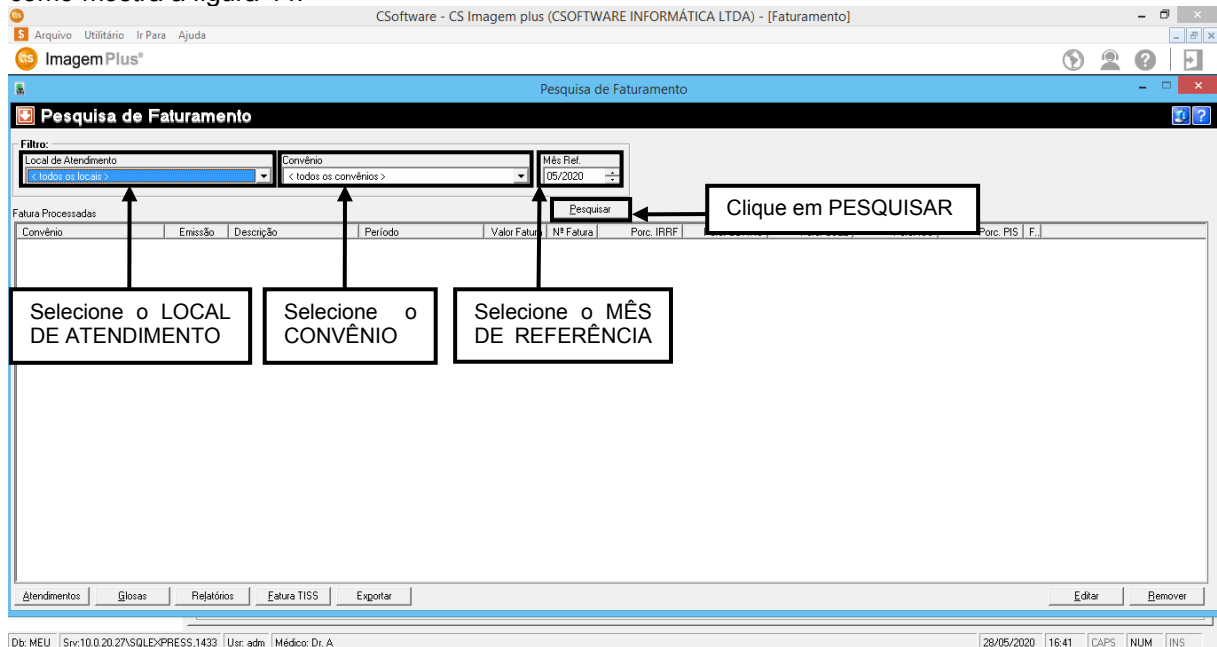 CSoftware - CS Imagem plus (CSOFTWARE INFORMÁTICA LTDA) - [Faturamento]
Arquivo Utilitário Ir Para Ajuda
CS Imagem Plus®
Pesquisa de Faturamento
Pesquisa de Faturamento
Filtro:
Local de Atendimento Convênio Mês Ref.
< todos os locais > < todos os convênios > 05/2020
Pesquisar
Clique em PESQUISAR
Fatura Processadas
Convênio Emissão Descrição Período Valor Fatura Nº Fatura Porc. IRRF Porc. PIS F..
Selecione o LOCAL
DE ATENDIMENTO
Selecione o
CONVÊNIO
Selecione o MÊS
DE REFERÊNCIA
Atendimentos Glosas Relatórios Fatura TISS Exportar Editar Remover
Db: MEU Srv:10.0.20.27\SQLEXPRESS,1433 Usr: adm Médico: Dr. A 28/05/2020 16:41 CAPS NUM INS